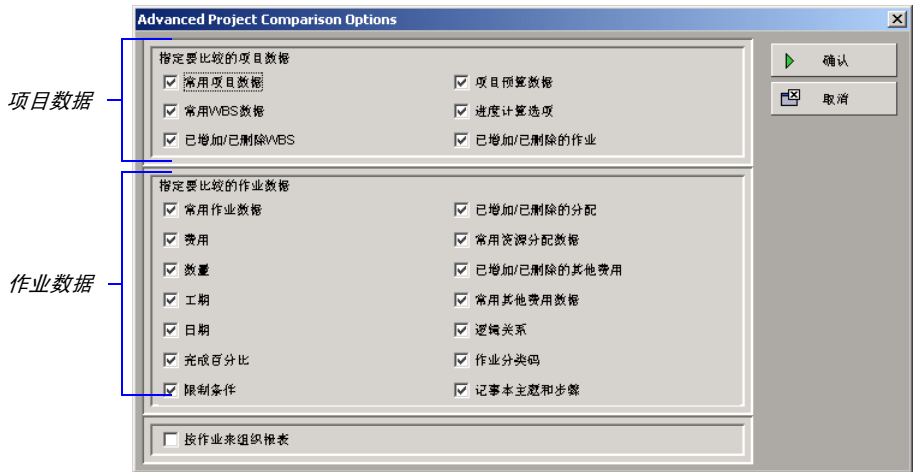 Advanced Project Comparison Options
指定要比较的项目数据
常用项目数据
项目预算数据
常用WBS数据
进度计算选项
已增加/已删除WBS
已增加/已删除的作业
确认
取消
项目数据
指定要比较的作业数据
常用作业数据
已增加/已删除的分配
费用
常用资源分配数据
数量
已增加/已删除的其他费用
工期
常用其他费用数据
日期
逻辑关系
完成百分比
作业分类码
限制条件
记事本主题和步骤
作业数据
按作业来组织报表